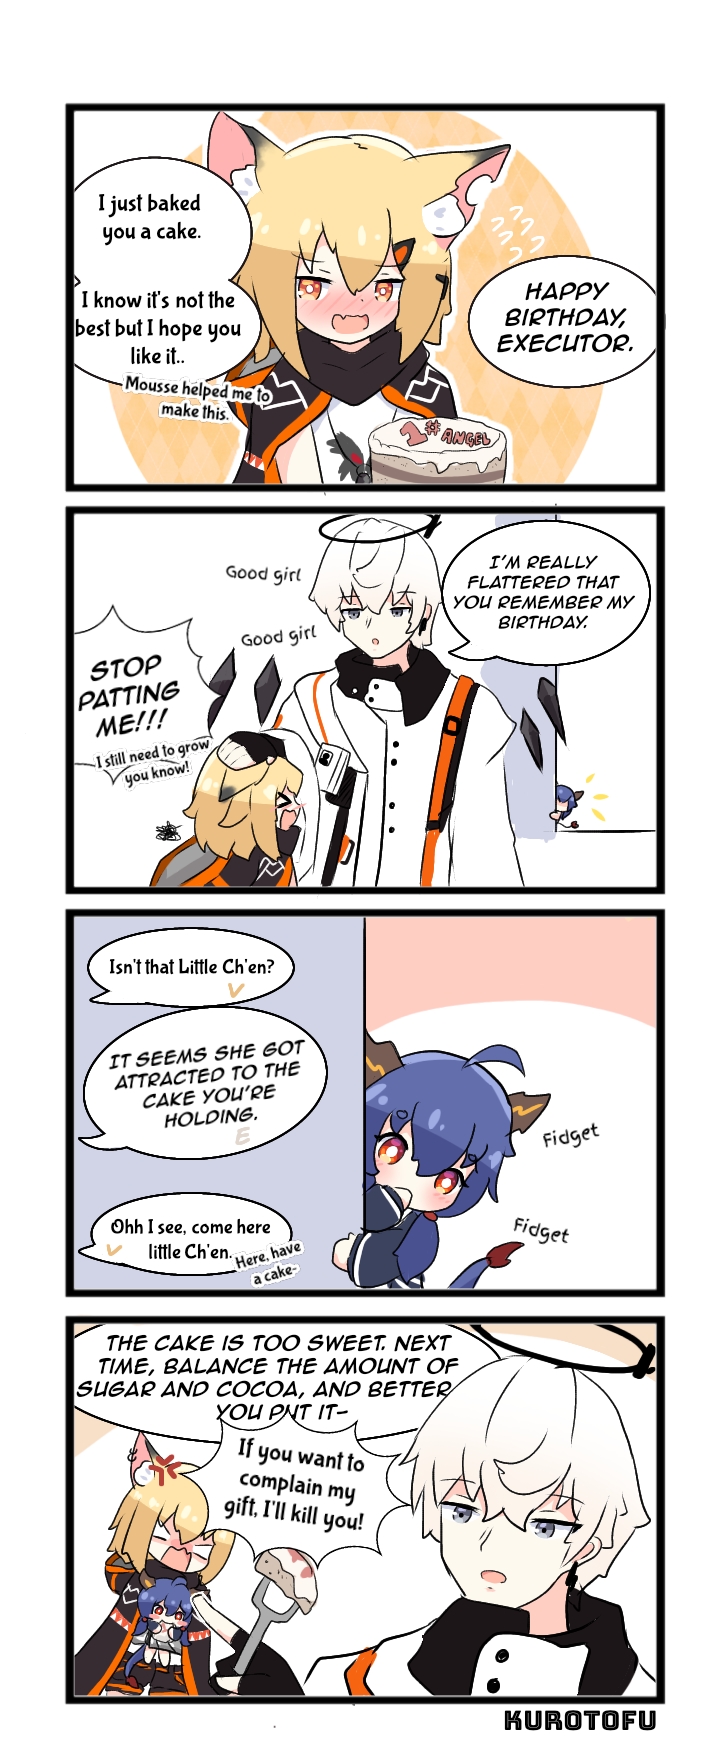 I just baked
you a cake.
I know it's not the
best but I hope you
like it..
Mousse helped me to
make this.
HAPPY
BIRTHDAY,
EXECUTOR.
1# ANGEL
Good girl
Good girl
I'M REALLY
FLATTERED THAT
YOU REMEMBER MY
BIRTHDAY.
STOP
PATTING
ME!!!
I still need to grow
you know!
Isn't that Little Ch'en?
V
IT SEEMS SHE GOT
ATTRACTED TO THE
CAKE YOU'RE
HOLDING.
E
Ohh I see, come here
little Ch'en.
V
Here, have
a cake~
Fidget
Fidget
THE CAKE IS TOO SWEET. NEXT
TIME, BALANCE THE AMOUNT OF
SUGAR AND COCOA, AND BETTER
YOU PUT IT-
If you want to
complain my
gift, I'll kill you!
KUROTOFU